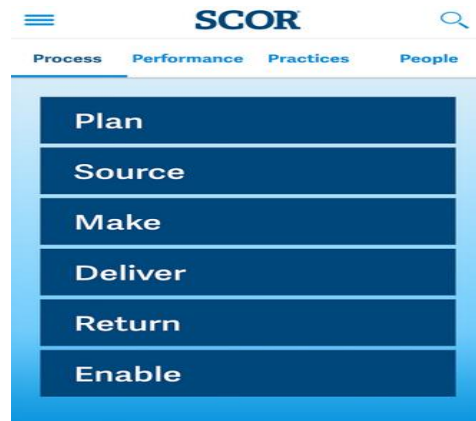 SCOR
Process Performance Practices People
Plan
Source
Make
Deliver
Return
Enable